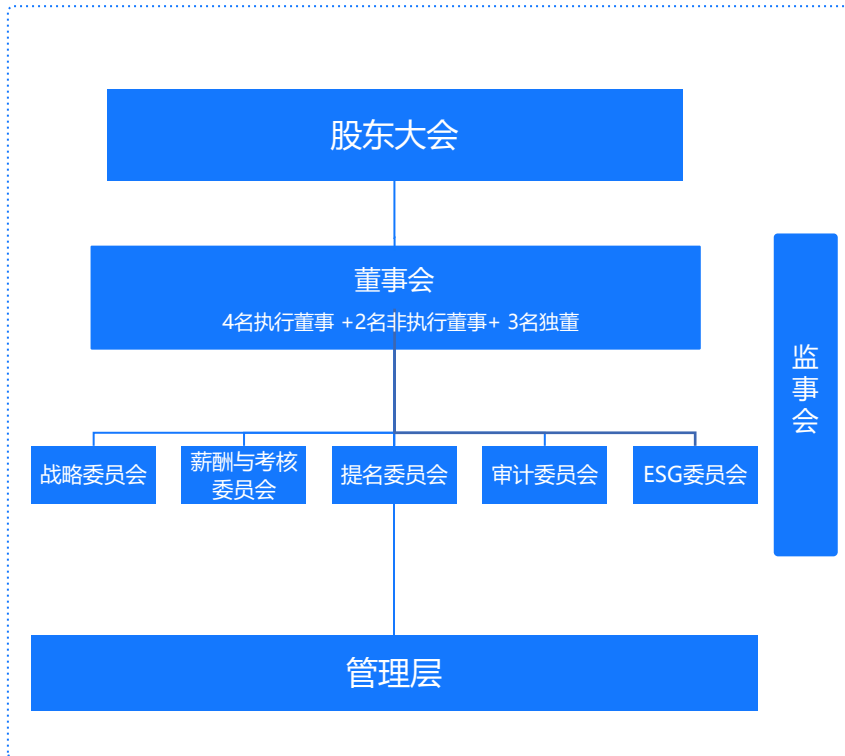 股东大会
董事会
4名执行董事 +2名非执行董事+ 3名独董
监
事
会
战略委员会
薪酬与考核
委员会
提名委员会
审计委员会
ESG委员会
管理层